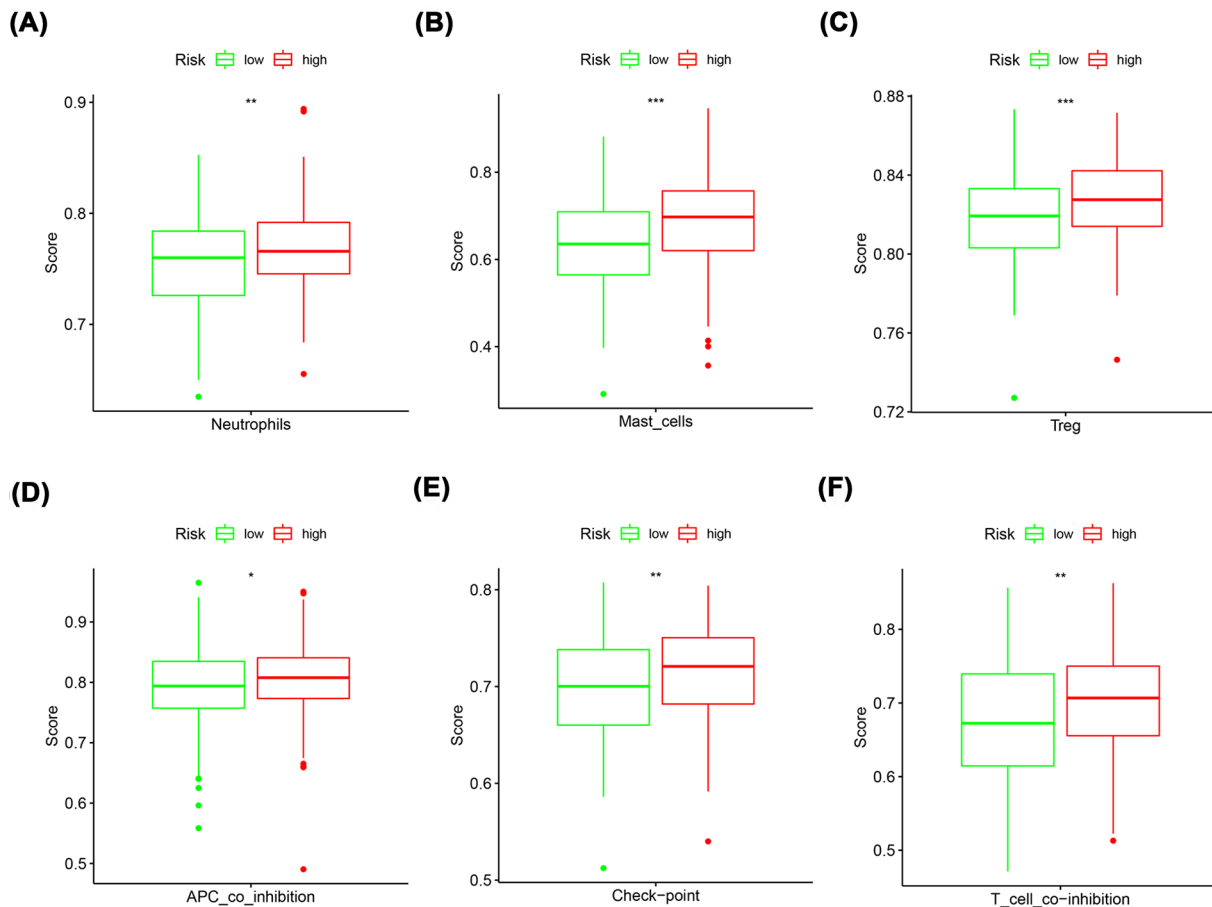 (A)
Risk low high
**
0.9
0.8
0.7
Score
Neutrophils
(B)
Risk low high
***
0.8
0.6
0.4
Score
Mast_cells
(C)
Risk low high
***
0.88
0.84
0.80
0.76
0.72
Score
Treg
(D)
Risk low high
*
0.9
0.8
0.7
0.6
0.5
Score
APC_co_inhibition
(E)
Risk low high
**
0.8
0.7
0.6
0.5
Score
Check−point
(F)
Risk low high
**
0.8
0.7
0.6
0.5
Score
T_cell_co−inhibition